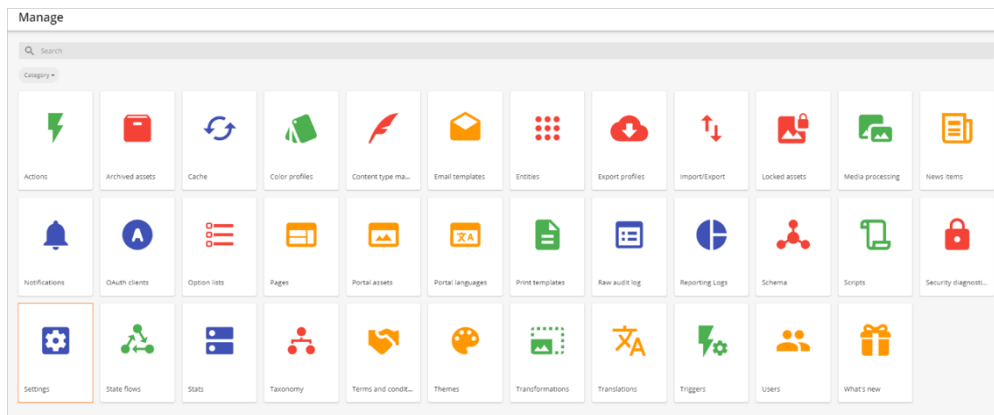 Manage
Search
Category
Actions
Archived assets
Cache
Color profiles
Content type ma...
Email templates
Entities
Export profiles
Import/Export
Locked assets
Media processing
News items
Notifications
OAuth clients
Option lists
Pages
Portal assets
Portal languages
Print templates
Raw audit log
Reporting Logs
Schema
Scripts
Security diagnosti...
Settings
State flows
Stats
Taxonomy
Terms and condit...
Themes
Transformations
Translations
Triggers
Users
What's new